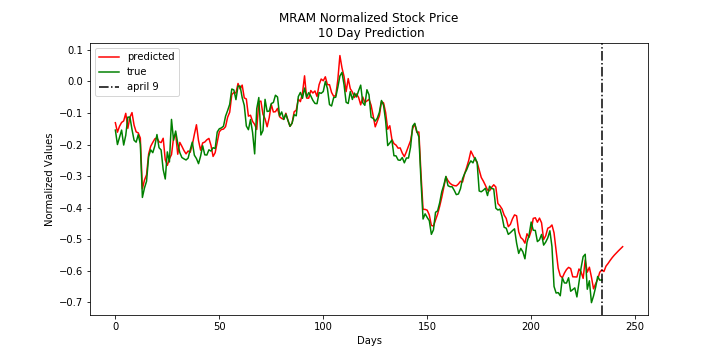 MRAM Normalized Stock Price
10 Day Prediction
predicted
true
april 9
Normalized Values
0.1
0.0
−0.1
−0.2
−0.3
−0.4
−0.5
−0.6
−0.7
0 50 100 150 200 250
Days